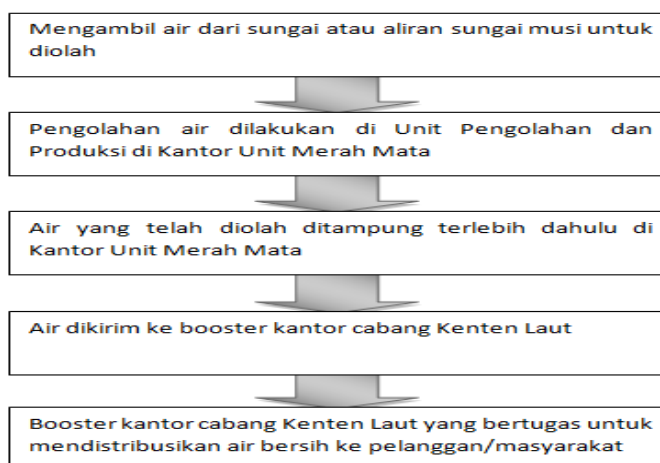 Mengambil air dari sungai atau aliran sungai musi untuk
diolah
Pengolahan air dilakukan di Unit Pengolahan dan
Produksi di Kantor Unit Merah Mata
Air yang telah diolah ditampung terlebih dahulu di
Kantor Unit Merah Mata
Air dikirim ke booster kantor cabang Kenten Laut
Booster kantor cabang Kenten Laut yang bertugas untuk
mendistribusikan air bersih ke pelanggan/masyarakat